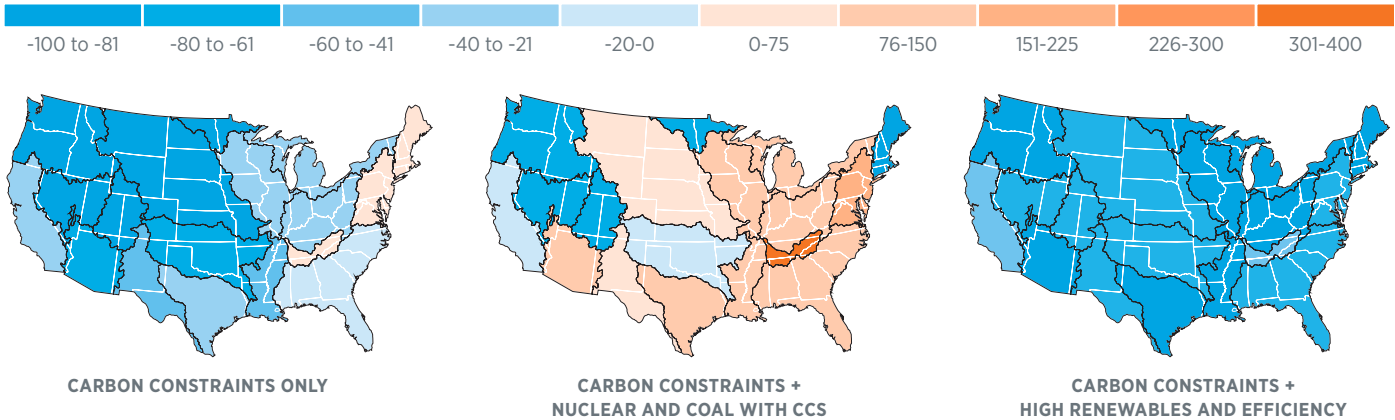 -100 to -81 -80 to -61 -60 to -41 -40 to -21 -20-0 0-75 76-150 151-225 226-300 301-400
CARBON CONSTRAINTS ONLY
CARBON CONSTRAINTS +
NUCLEAR AND COAL WITH CCS
CARBON CONSTRAINTS +
HIGH RENEWABLES AND EFFICIENCY